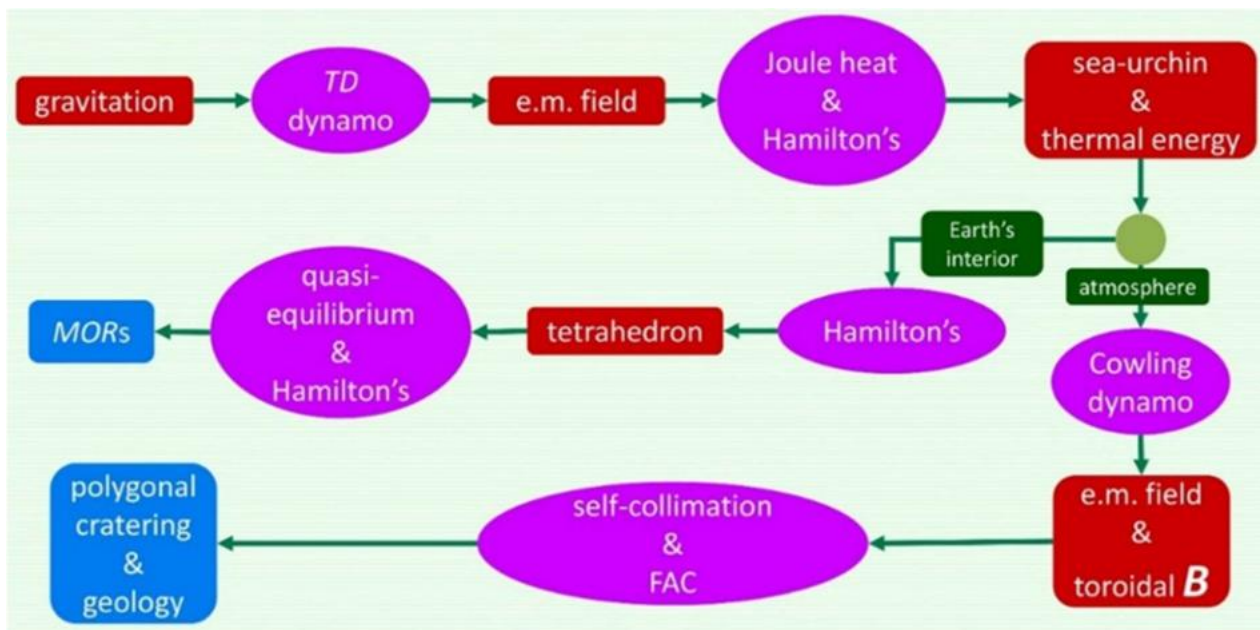 gravitation
TD
dynamo
e.m. field
Joule heat
&
Hamilton's
sea-urchin
&
thermal energy
Earth's
interior
atmosphere
MORs
quasi-
equilibrium
&
Hamilton's
tetrahedron
Hamilton's
Cowling
dynamo
polygonal
cratering
&
geology
self-collimation
&
FAC
e.m. field
&
toroidal B